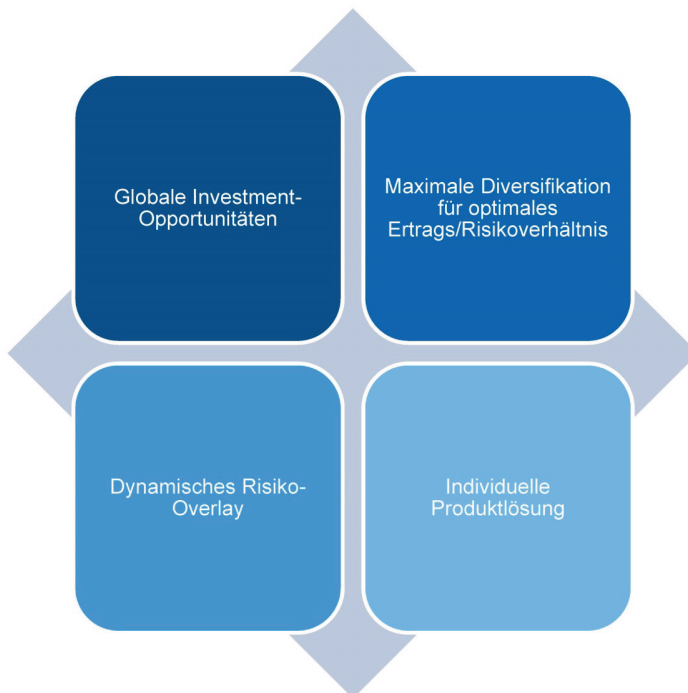 Globale Investment-
Opportunitäten
Maximale Diversifikation
für optimales
Ertrags/Risikoverhältnis
Dynamisches Risiko-
Overlay
Individuelle
Produktlösung